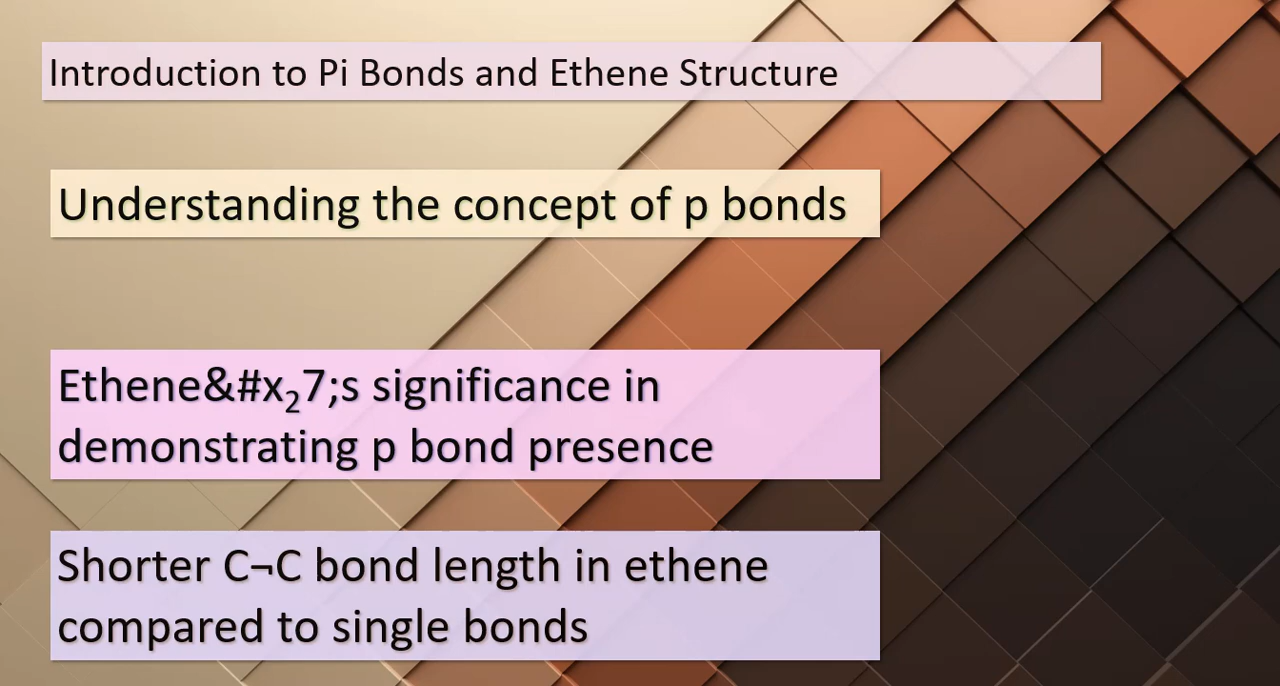 Introduction to Pi Bonds and Ethene Structure
Understanding the concept of p bonds
Ethene&#x₂7;s significance in
demonstrating p bond presence
Shorter C¬C bond length in ethene
compared to single bonds